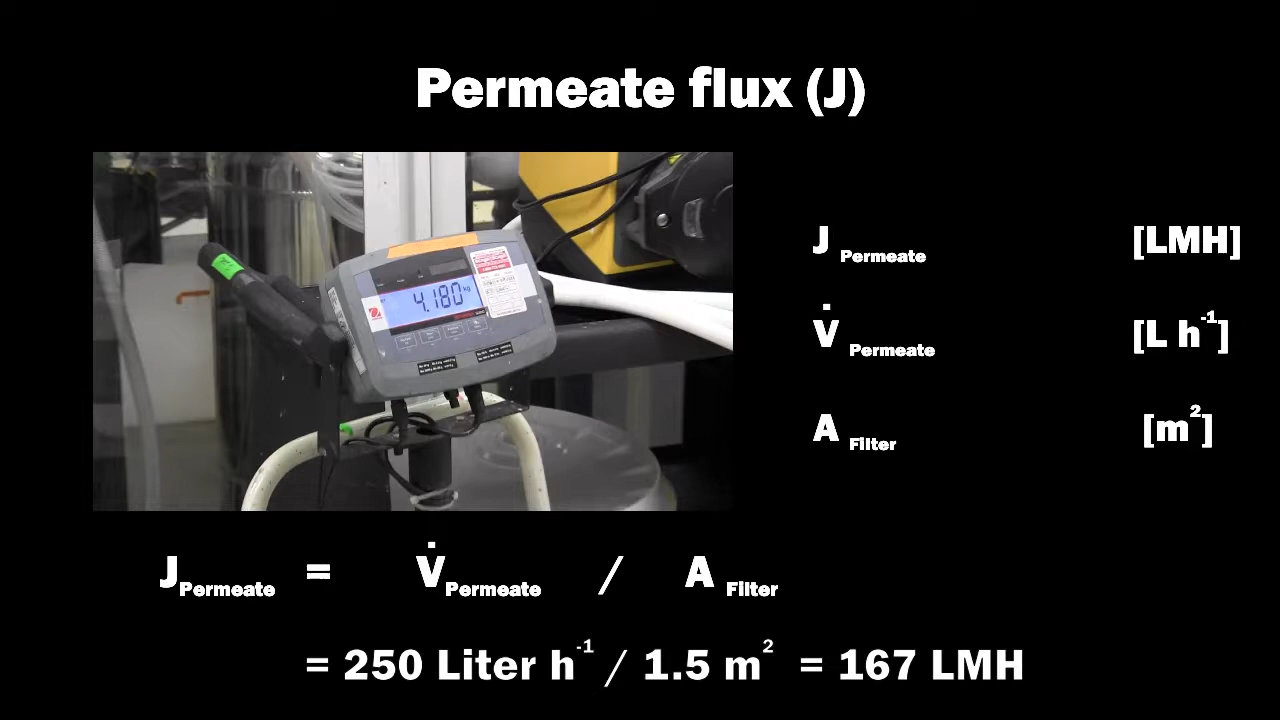 Permeate flux (J)
4.180 kg
J Permeate [LMH]
V̇ Permeate [L h⁻¹]
A Filter [m²]
J Permeate = V̇ Permeate / A Filter
= 250 Liter h⁻¹ / 1.5 m² = 167 LMH